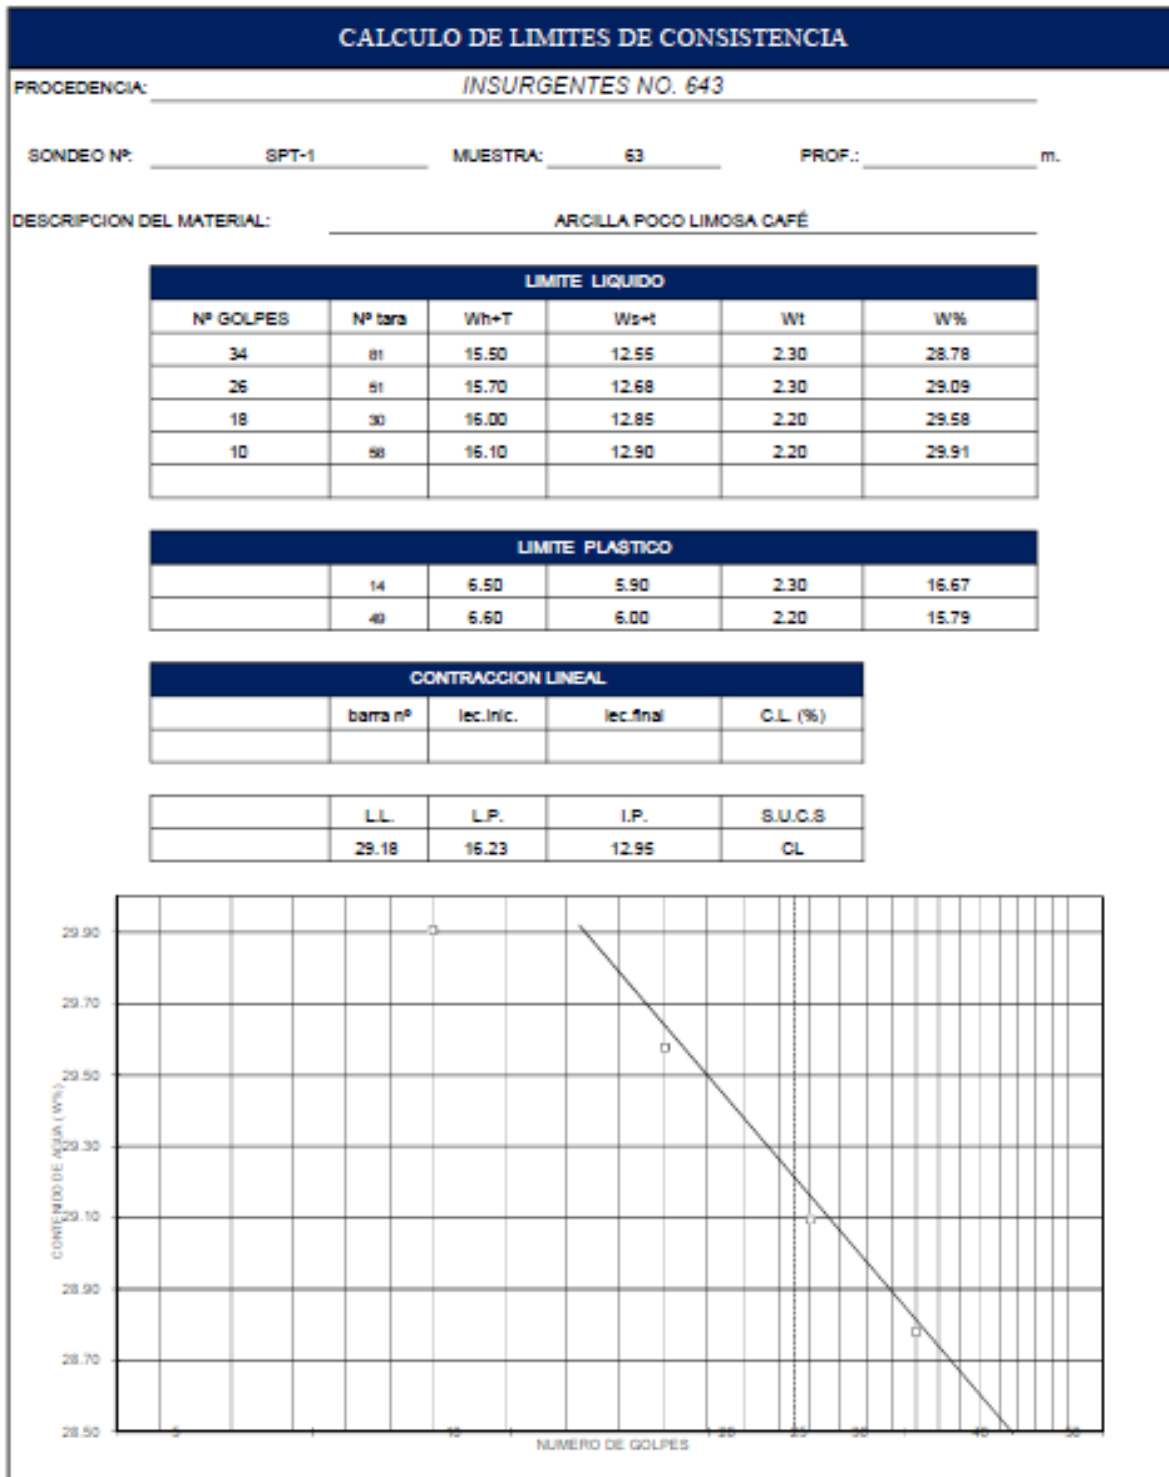 CALCULO DE LIMITES DE CONSISTENCIA
PROCEDENCIA: INSURGENTES NO. 643
SONDEO Nº: SPT-1 MUESTRA: 63 PROF.: m.
DESCRIPCION DEL MATERIAL: ARCILLA POCO LIMOSA CAFÉ
LIMITE LIQUIDO
Nº GOLPES Nº tara Wh+T Ws+t Wt W%
34 81 15.50 12.55 2.30 28.78
26 51 15.70 12.68 2.30 29.09
18 30 16.00 12.85 2.20 29.58
10 58 16.10 12.90 2.20 29.91
LIMITE PLASTICO
14 6.50 5.90 2.30 16.67
49 6.60 6.00 2.20 15.79
CONTRACCION LINEAL
barra nº lec.inic. lec.final C.L. (%)
L.L. L.P. I.P. S.U.C.S
29.18 16.23 12.95 CL
29.90
29.70
29.50
29.30
29.10
28.90
28.70
28.50
CONTENIDO DE AGUA ( W%)
10 20 25 30 40 50
NUMERO DE GOLPES